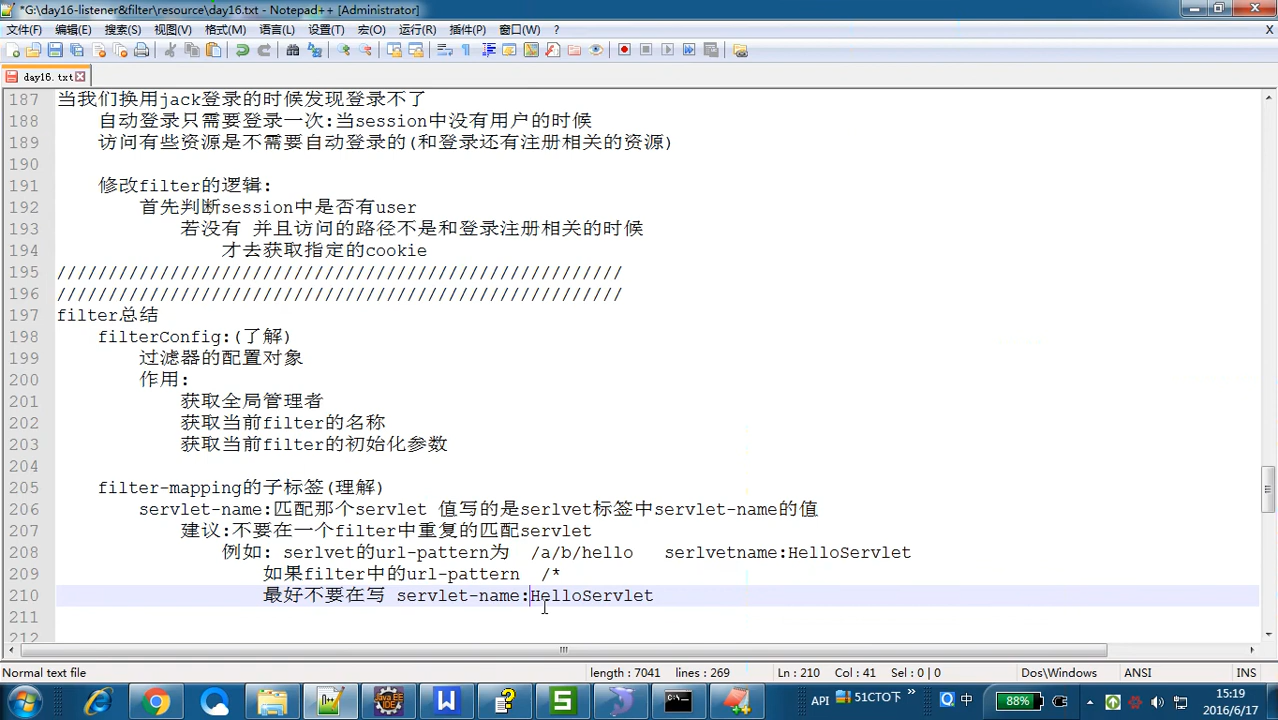 *G:\day16-listener&filter\resource\day16.txt - Notepad++ [Administrator]
文件(F) 编辑(E) 搜索(S) 视图(V) 格式(M) 语言(L) 设置(T) 宏(O) 运行(R) 插件(P) 窗口(W) ? X
day16.txt
187 当我们换用jack登录的时候发现登录不了
188 自动登录只需要登录一次:当session中没有用户的时候
189 访问有些资源是不需要自动登录的(和登录还有注册相关的资源)
190
191 修改filter的逻辑:
192 首先判断session中是否有user
193 若没有 并且访问的路径不是和登录注册相关的时候
194 才去获取指定的cookie
195 ///////////////////////////////////////////////////////
196 ///////////////////////////////////////////////////////
197 filter总结
198 filterConfig:(了解)
199 过滤器的配置对象
200 作用:
201 获取全局管理者
202 获取当前filter的名称
203 获取当前filter的初始化参数
204
205 filter-mapping的子标签(理解)
206 servlet-name:匹配那个servlet 值写的是serlvet标签中servlet-name的值
207 建议:不要在一个filter中重复的匹配servlet
208 例如: serlvet的url-pattern为 /a/b/hello serlvetname:HelloServlet
209 如果filter中的url-pattern /*
210 最好不要在写 servlet-name:HelloServlet
211
212
Normal text file length : 7041 lines : 269 Ln : 210 Col : 41 Sel : 0 | 0 Dos\Windows ANSI INS
API 51CTO下 » 中 88% 15:19
2016/6/17